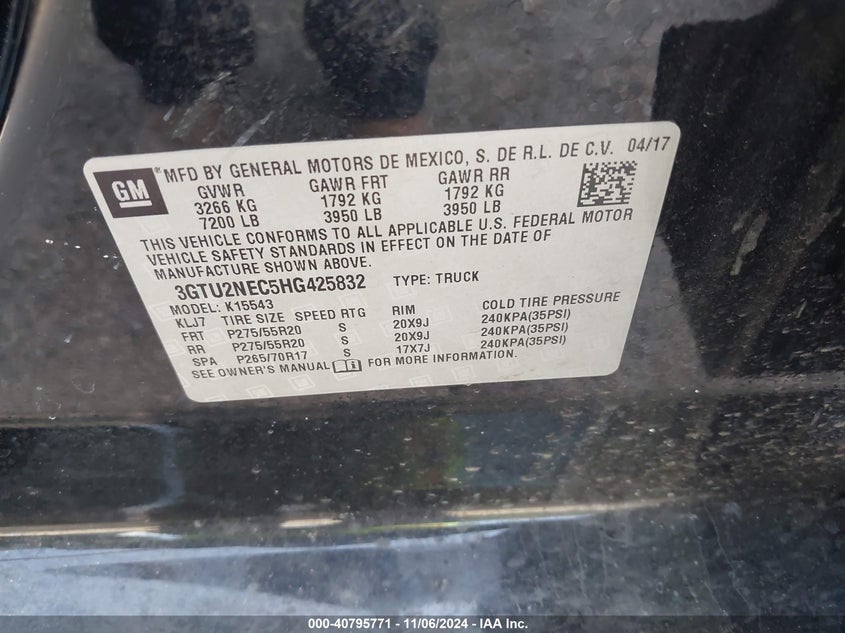 GM ® MFD BY GENERAL MOTORS DE MEXICO, S. DE R.L. DE C.V. 04/17
GVWR GAWR FRT GAWR RR
3266 KG 1792 KG 1792 KG
7200 LB 3950 LB 3950 LB
THIS VEHICLE CONFORMS TO ALL APPLICABLE U.S. FEDERAL MOTOR
VEHICLE SAFETY STANDARDS IN EFFECT ON THE DATE OF
MANUFACTURE SHOWN ABOVE.
3GTU2NEC5HG425832 TYPE: TRUCK
MODEL: K15543
KLJ7 TIRE SIZE SPEED RTG RIM COLD TIRE PRESSURE
FRT P275/55R20 S 20X9J 240KPA(35PSI)
RR P275/55R20 S 20X9J 240KPA(35PSI)
SPA P265/70R17 S 17X7J 240KPA(35PSI)
SEE OWNER'S MANUAL FOR MORE INFORMATION.
000-40795771 - 11/06/2024 - IAA Inc.